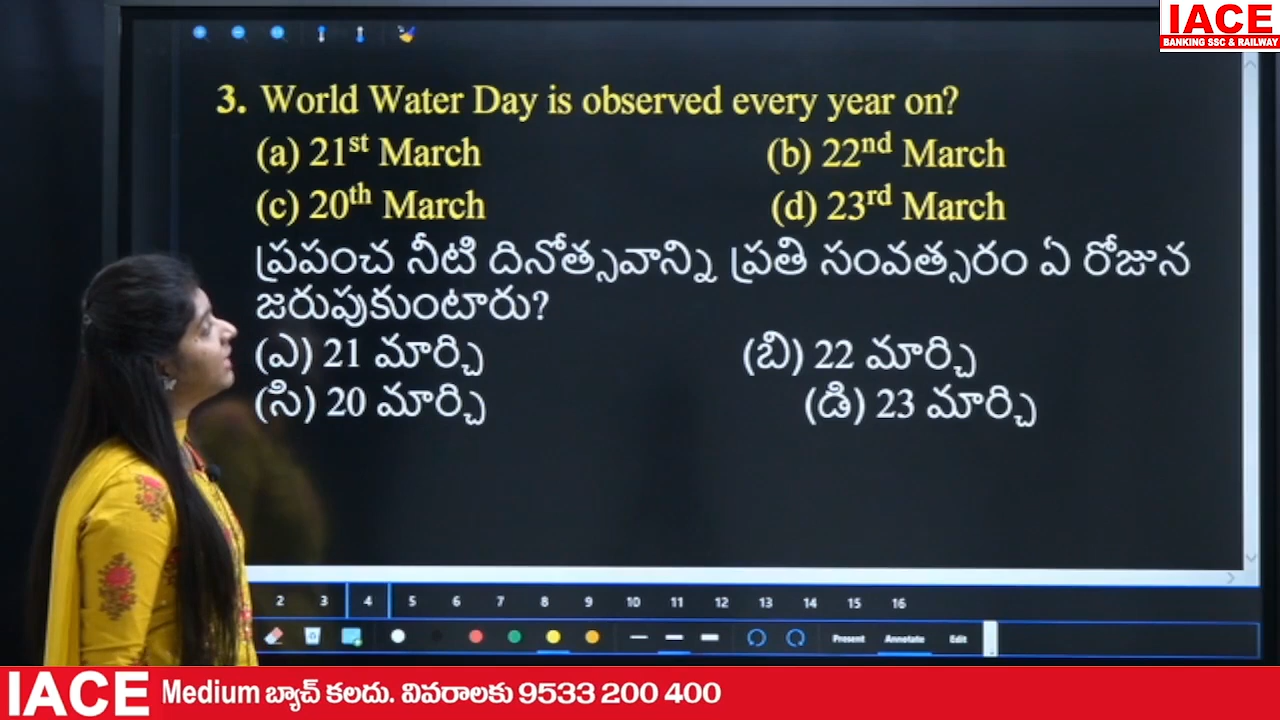 IACE
BANKING SSC & RAILWAY
3. World Water Day is observed every year on?
(a) 21st March (b) 22nd March
(c) 20th March (d) 23rd March
ప్రపంచ నీటి దినోత్సవాన్ని ప్రతి సంవత్సరం ఏ రోజున
జరుపుకుంటారు?
(ఎ) 21 మార్చి (బి) 22 మార్చి
(సి) 20 మార్చి (డి) 23 మార్చి
2 3 4 5 6 7 8 9 10 11 12 13 14 15 16
Present Annotate Edit
IACE Medium బ్యాచ్ కలదు. వివరాలకు 9533 200 400